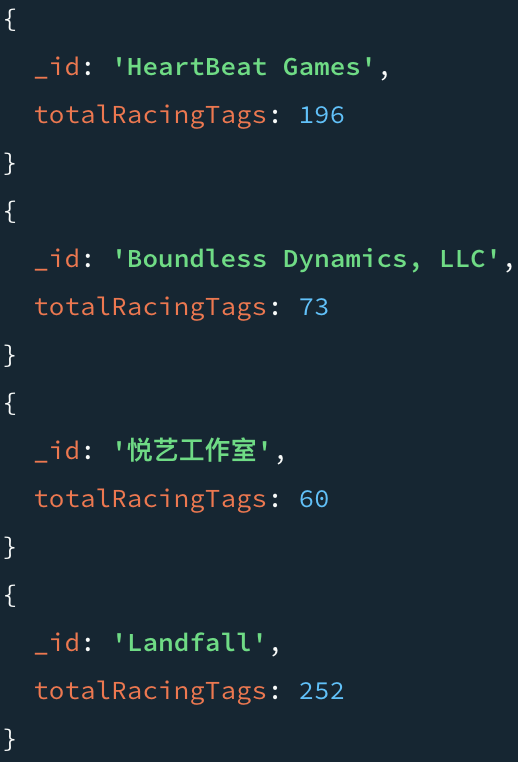 {
_id: 'HeartBeat Games',
totalRacingTags: 196
}
{
_id: 'Boundless Dynamics, LLC',
totalRacingTags: 73
}
{
_id: '悦艺工作室',
totalRacingTags: 60
}
{
_id: 'Landfall',
totalRacingTags: 252
}